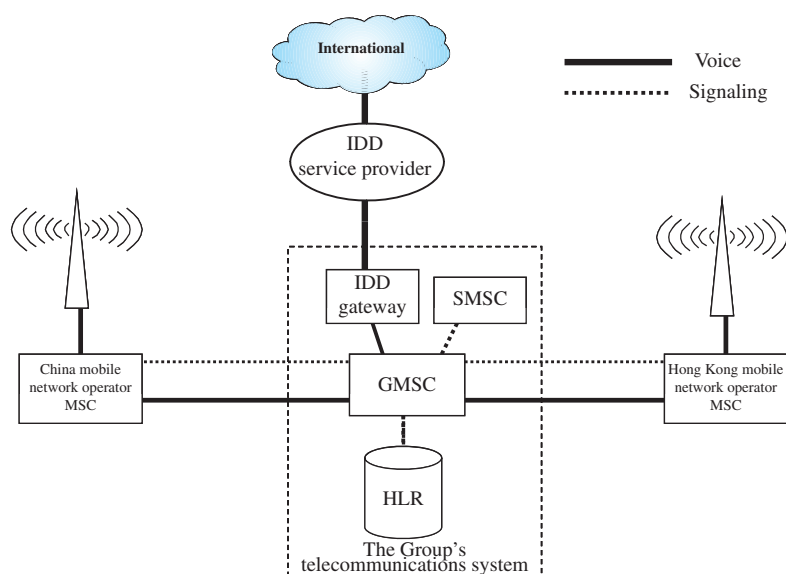 International
Voice
Signaling
IDD
service provider
IDD
gateway
SMSC
China mobile
network operator
MSC
GMSC
Hong Kong mobile
network operator
MSC
HLR
The Group's
telecommunications system